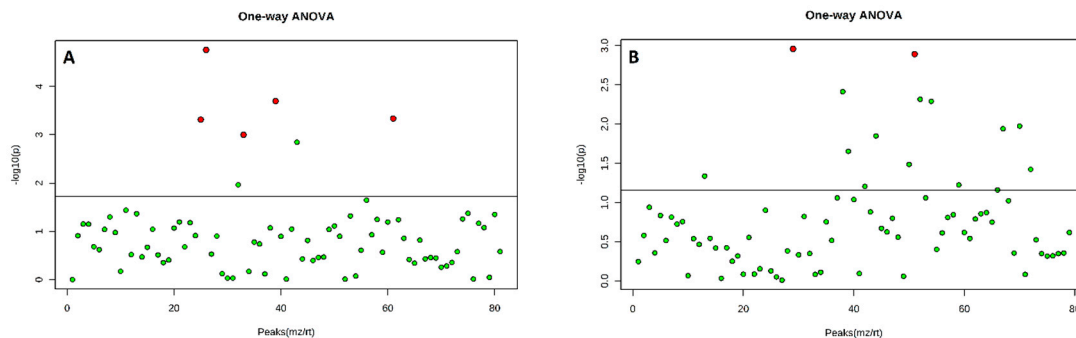 One-way ANOVA
A
-log10(p)
4
3
2
1
0
0 20 40 60 80
Peaks(mz/rt)
One-way ANOVA
B
-log10(p)
3.0
2.5
2.0
1.5
1.0
0.5
0.0
0 20 40 60 80
Peaks(mz/rt)